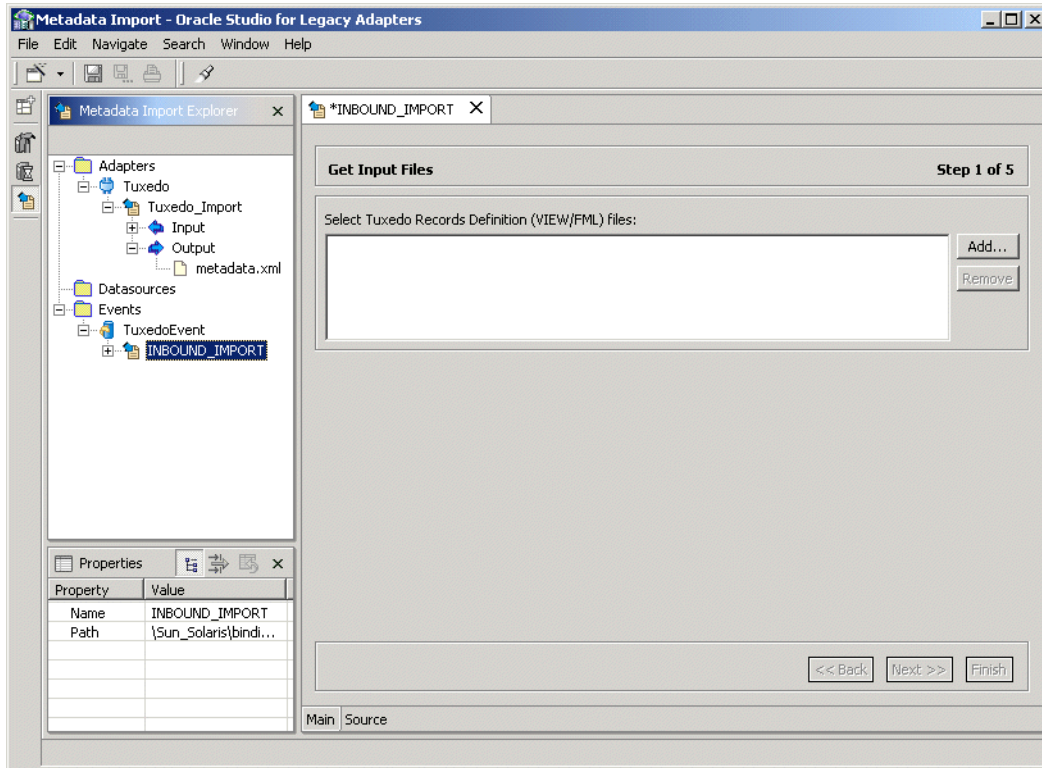 Metadata Import - Oracle Studio for Legacy Adapters
File Edit Navigate Search Window Help
Metadata Import Explorer
*INBOUND_IMPORT
Adapters
Tuxedo
Tuxedo_Import
Input
Output
metadata.xml
Datasources
Events
TuxedoEvent
INBOUND_IMPORT
Get Input Files Step 1 of 5
Select Tuxedo Records Definition (VIEW/FML) files:
Add...
Remove
Properties
Property Value
Name INBOUND_IMPORT
Path \Sun_Solaris\bindi...
<< Back Next >> Finish
Main Source